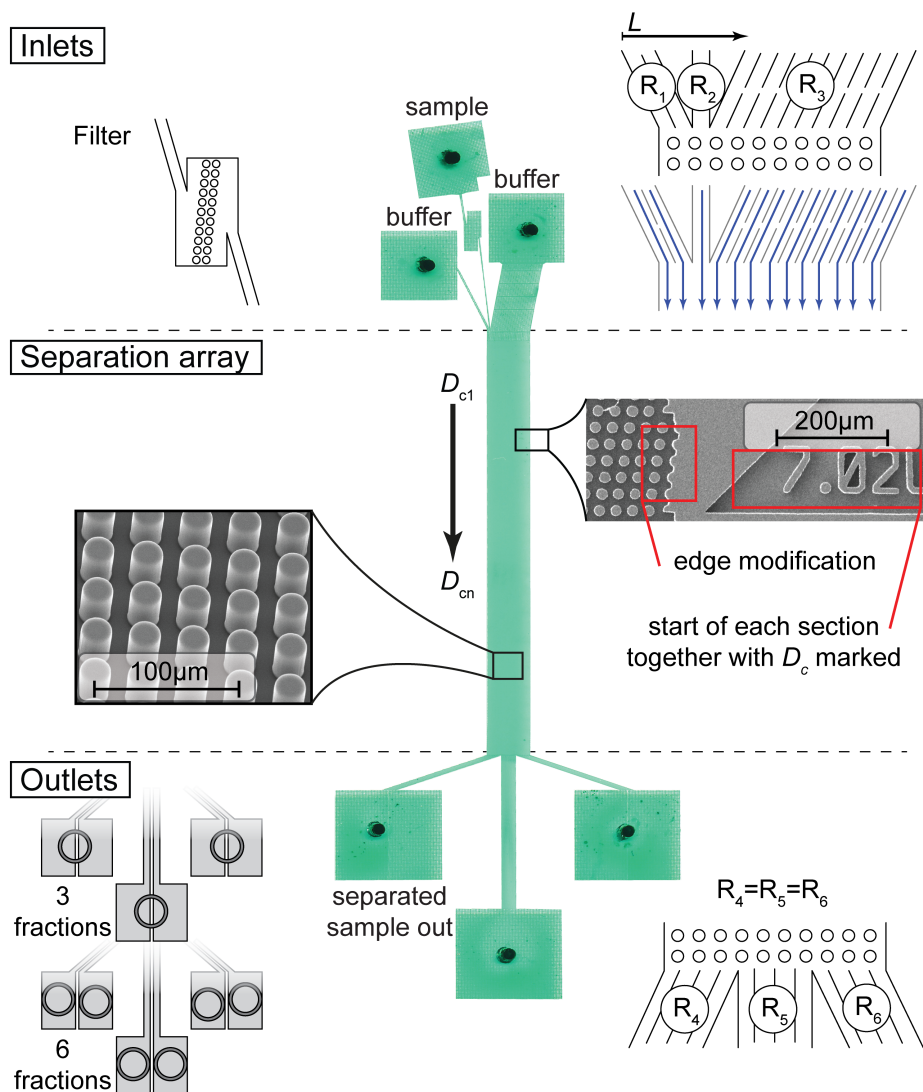 Inlets
L
R1
R2
R3
sample
Filter
buffer
buffer
Separation array
Dc1
200µm
7.020
edge modification
Dcn
start of each section
together with Dc marked
100µm
Outlets
3
fractions
separated
sample out
R4=R5=R6
R4
R5
R6
6
fractions